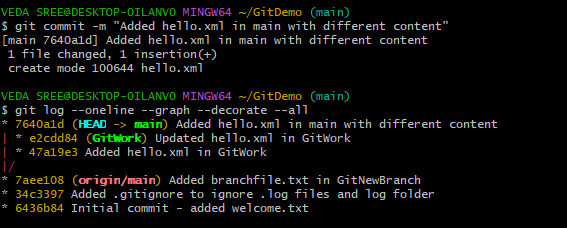 VEDA SREE@DESKTOP-OILANVO MINGW64 ~/GitDemo (main)
$ git commit -m "Added hello.xml in main with different content"
[main 7640a1d] Added hello.xml in main with different content
 1 file changed, 1 insertion(+)
 create mode 100644 hello.xml
VEDA SREE@DESKTOP-OILANVO MINGW64 ~/GitDemo (main)
$ git log --oneline --graph --decorate --all
* 7640a1d (HEAD -> main) Added hello.xml in main with different content
| * e2cdd84 (GitWork) Updated hello.xml in GitWork
| * 47a19e3 Added hello.xml in GitWork
|/
* 7aee108 (origin/main) Added branchfile.txt in GitNewBranch
* 34c3397 Added .gitignore to ignore .log files and log folder
* 6436b84 Initial commit - added welcome.txt